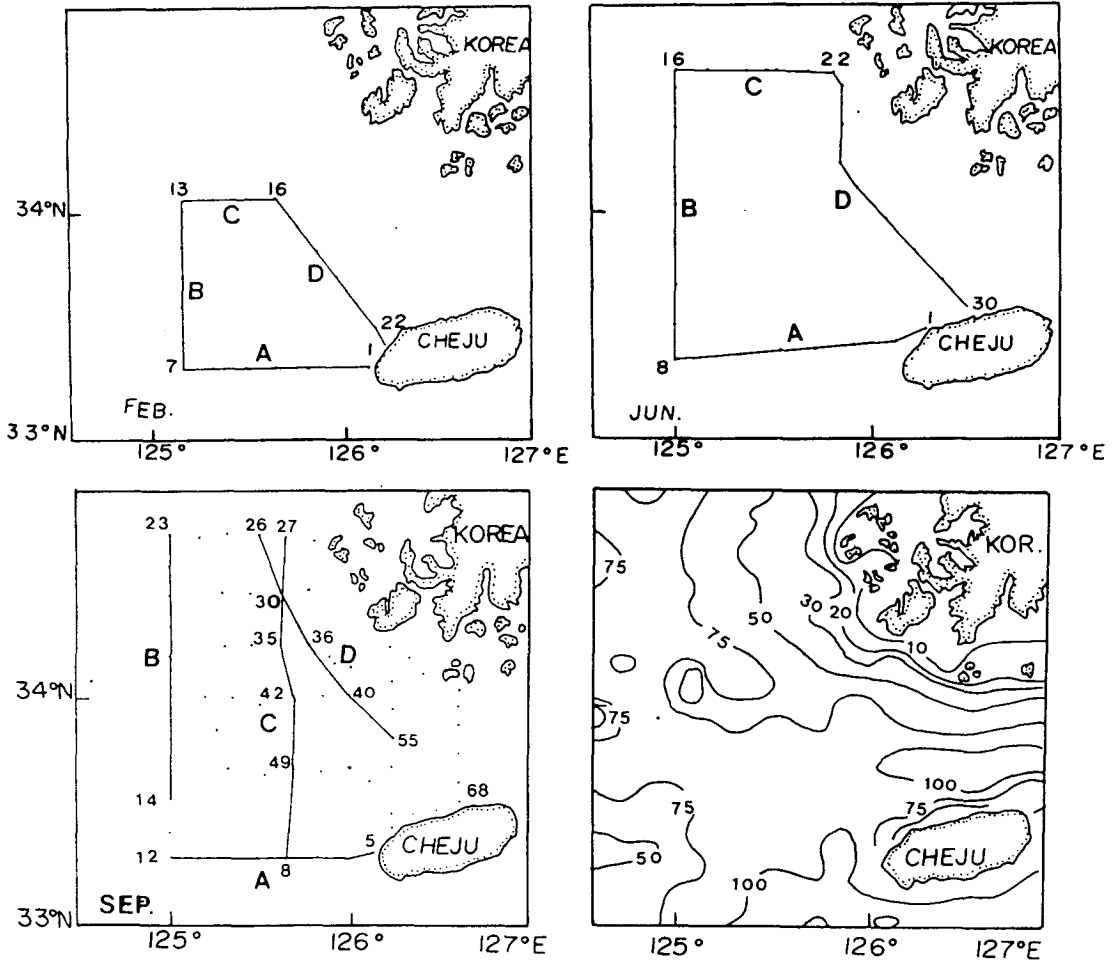 KOREA
13
16
34°N
C
D
B
22
1
A
CHEJU
7
FEB.
33°N
125°
126°
127°E
KOREA
16
22
C
B
D
30
1
A
CHEJU
8
JUN.
125°
126°
127°E
23
26
27
KOREA
30
35
36
B
D
34°N
42
40
C
55
49
14
68
5
CHEJU
12
A
8
SEP.
33°N
125°
126°
127°E
KOR.
75
30
20
50
75
10
75
100
75
75
50
CHEJU
100
125°
126°
127°E